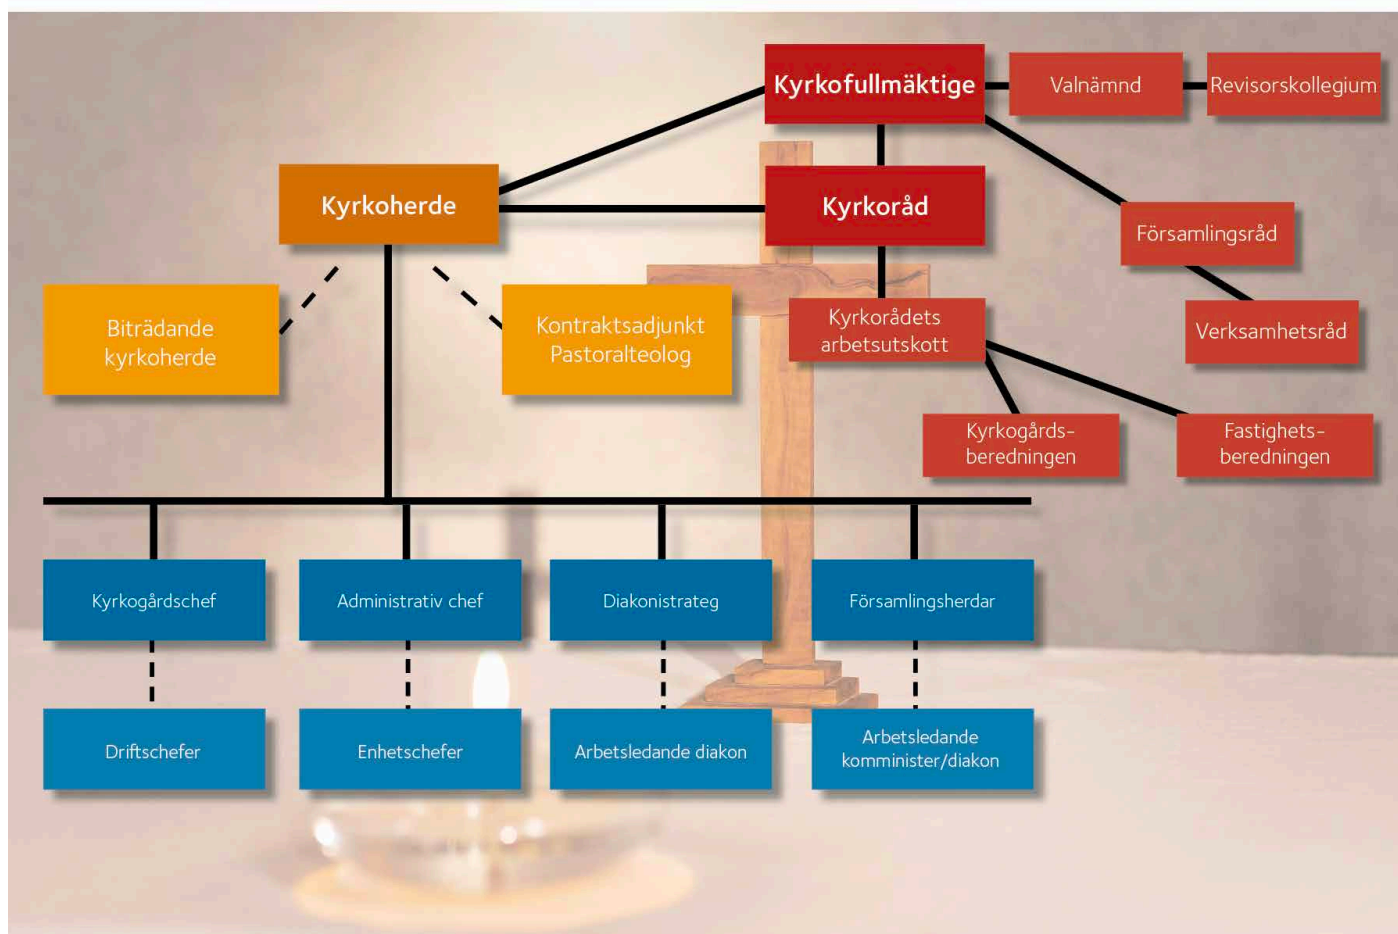 Kyrkofullmäktige
Valnämnd
Revisorskollegium
Kyrkoherde
Kyrkoråd
Församlingsråd
Biträdande
kyrkoherde
Kontraktsadjunkt
Pastoralteolog
Kyrkorådets
arbetsutskott
Verksamhetsråd
Kyrkogårds-
beredningen
Fastighets-
beredningen
Kyrkogårdschef
Administrativ chef
Diakonistrateg
Församlingsherdar
Driftschefer
Enhetschefer
Arbetsledande diakon
Arbetsledande
komminister/diakon